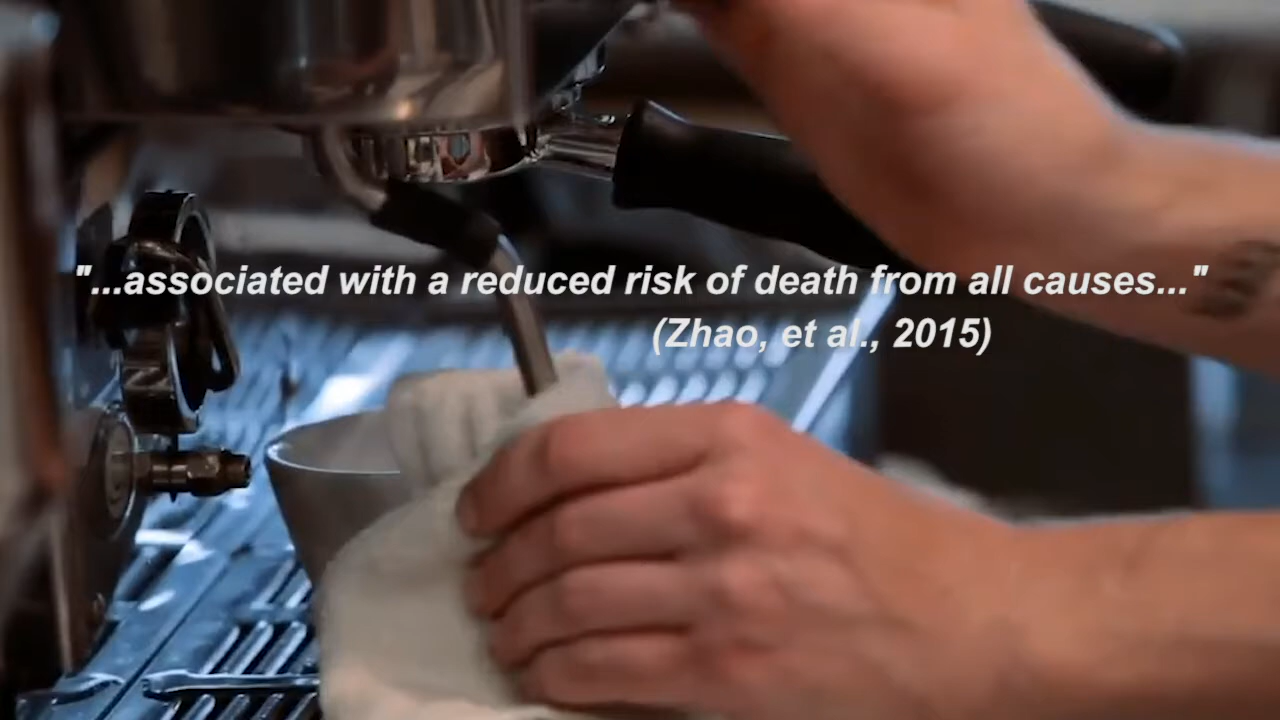 "...associated with a reduced risk of death from all causes..."
(Zhao, et al., 2015)